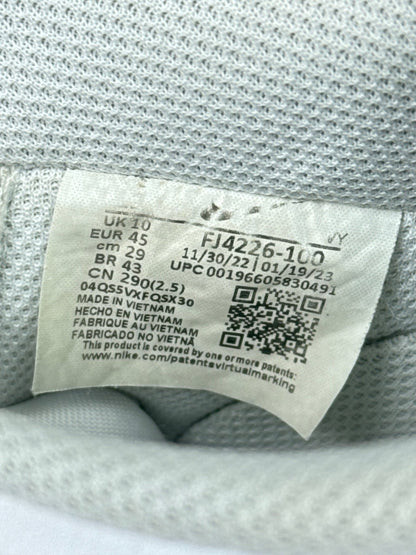 UK 10
EUR 45
cm 29
BR 43
CN 290(2.5)
04QS5VXFQSX30
MADE IN VIETNAM
HECHO EN VIETNAM
FABRIQUE AU VIETNAM
FABRICADO NO VIETNÃ
This product is covered by one or more patents:
www.nike.com/patentsvirtualmarking
FJ4226-100
11/30/22 | 01/19/23
UPC 00196605830491
VY